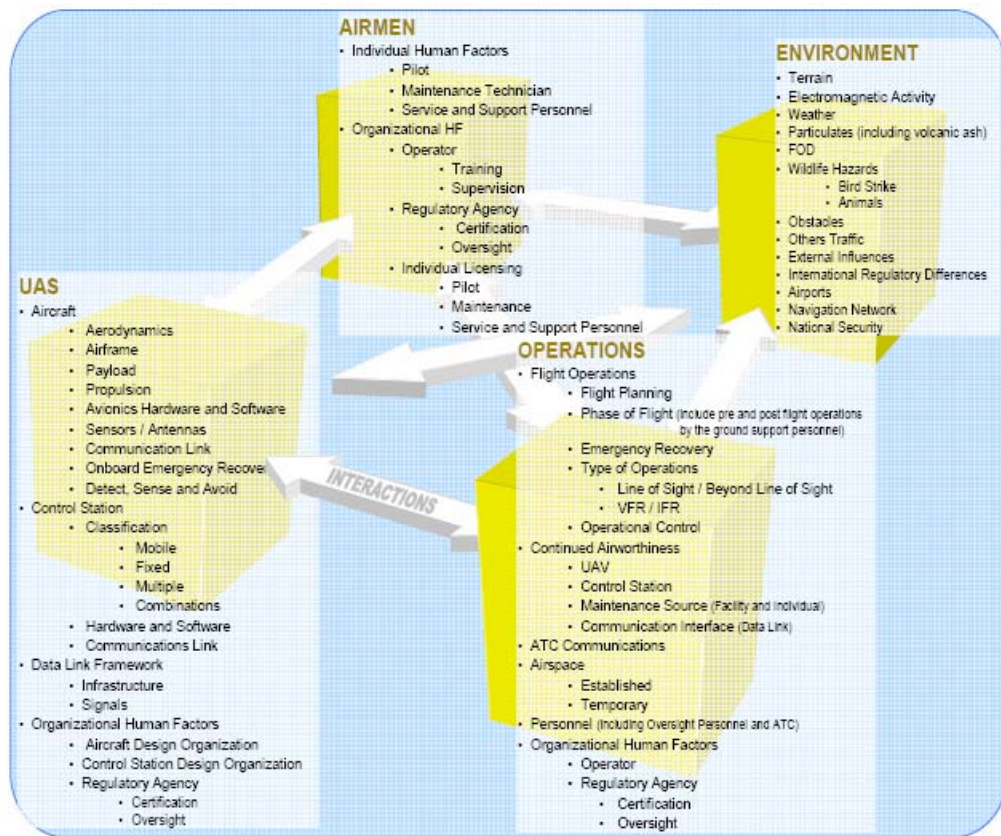 AIRMEN
• Individual Human Factors
• Pilot
• Maintenance Technician
• Service and Support Personnel
• Organizational HF
• Operator
• Training
• Supervision
• Regulatory Agency
• Certification
• Oversight
• Individual Licensing
• Pilot
• Maintenance
• Service and Support Personnel
ENVIRONMENT
• Terrain
• Electromagnetic Activity
• Weather
• Particulates (including volcanic ash)
• FOD
• Wildlife Hazards
• Bird Strike
• Animals
• Obstacles
• Others Traffic
• External Influences
• International Regulatory Differences
• Airports
• Navigation Network
• National Security
UAS
• Aircraft
• Aerodynamics
• Airframe
• Payload
• Propulsion
• Avionics Hardware and Software
• Sensors / Antennas
• Communication Link
• Onboard Emergency Recover
• Detect, Sense and Avoid
• Control Station
• Classification
• Mobile
• Fixed
• Multiple
• Combinations
• Hardware and Software
• Communications Link
• Data Link Framework
• Infrastructure
• Signals
• Organizational Human Factors
• Aircraft Design Organization
• Control Station Design Organization
• Regulatory Agency
• Certification
• Oversight
INTERACTIONS
OPERATIONS
• Flight Operations
• Flight Planning
• Phase of Flight (Include pre and post flight operations
by the ground support personnel)
• Emergency Recovery
• Type of Operations
• Line of Sight / Beyond Line of Sight
• VFR / IFR
• Operational Control
• Continued Airworthiness
• UAV
• Control Station
• Maintenance Source (Facility and Individual)
• Communication Interface (Data Link)
• ATC Communications
• Airspace
• Established
• Temporary
• Personnel (Including Oversight Personnel and ATC)
• Organizational Human Factors
• Operator
• Regulatory Agency
• Certification
• Oversight